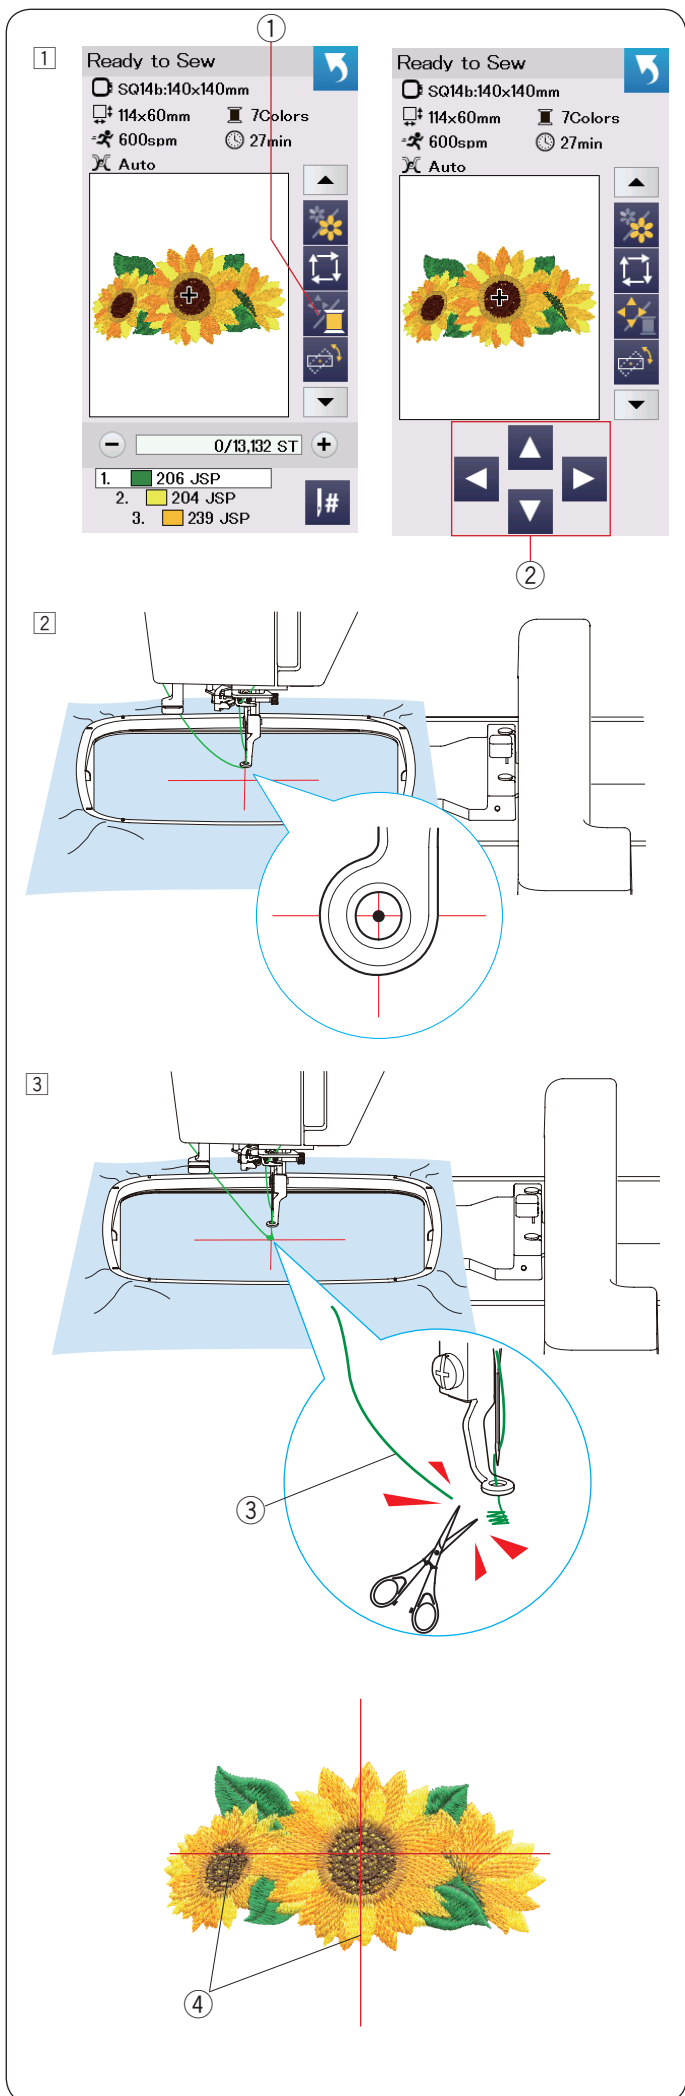 ①
1
Ready to Sew
SQ14b:140x140mm
114x60mm 7Colors
600spm 27min
Auto
0/13,132 ST
1. 206 JSP
2. 204 JSP
3. 239 JSP
#
Ready to Sew
SQ14b:140x140mm
114x60mm 7Colors
600spm 27min
Auto
②
2
3
③
④